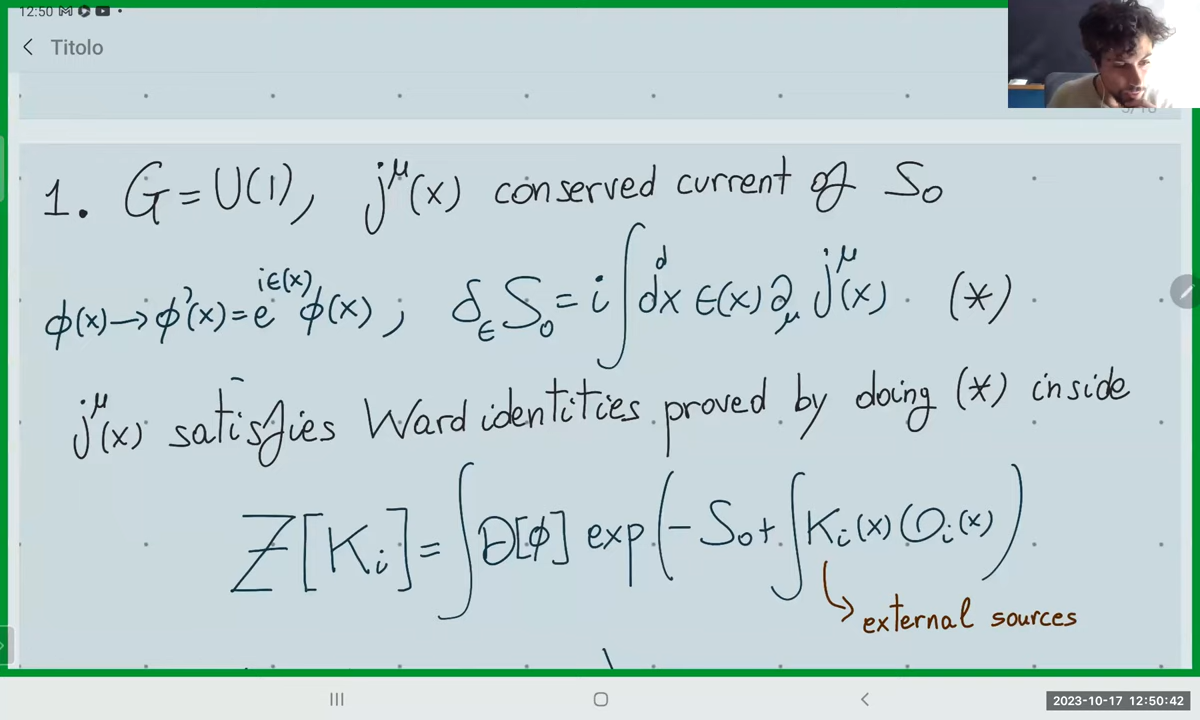 12:50
Titolo
1. G = U(1), j^μ(x) conserved current of S₀
ϕ(x) → ϕ'(x) = e^{iϵ(x)} ϕ(x) ; δ_ϵ S₀ = i ∫ d^d x ϵ(x) ∂_μ j^μ(x) . (*)
j^μ(x) satisfies Ward identities proved by doing (*) inside
Z[K_i] = ∫ D[ϕ] exp(- S₀ + ∫ K_i(x) O_i(x))
external sources
2023-10-17 12:50:42